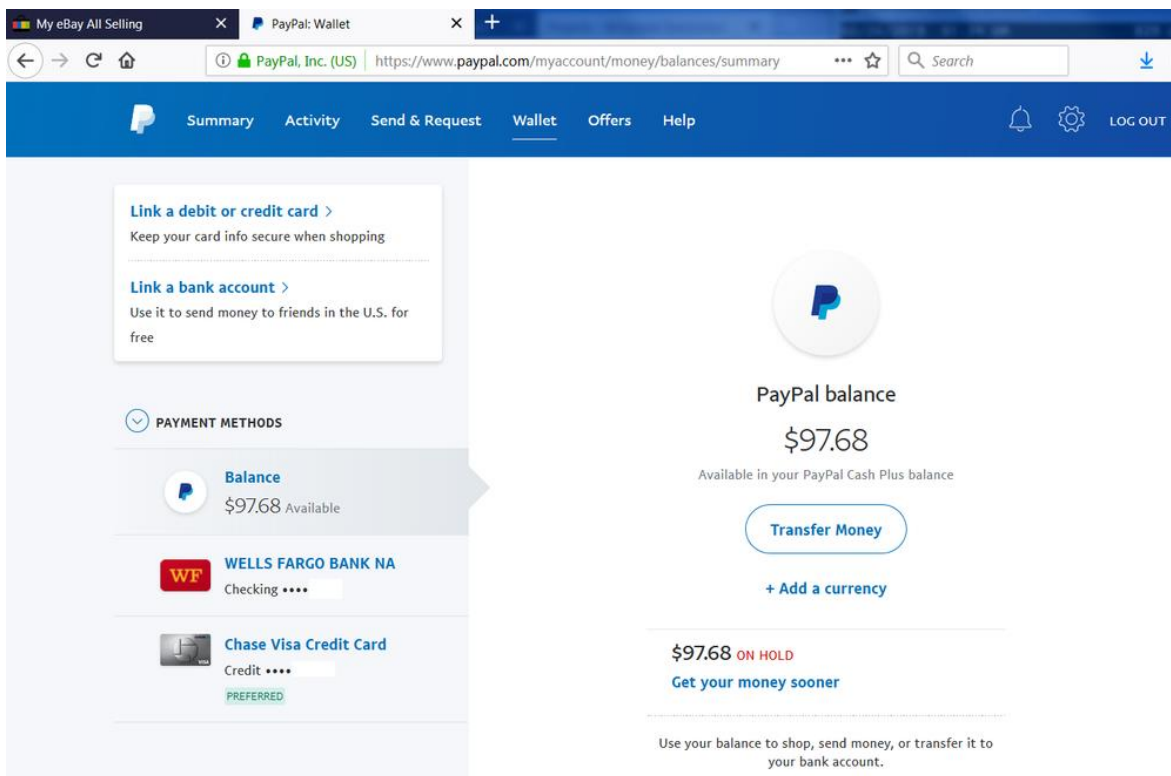 My eBay All Selling
PayPal: Wallet
PayPal, Inc. (US) https://www.paypal.com/myaccount/money/balances/summary
Search
Summary Activity Send & Request Wallet Offers Help LOG OUT
Link a debit or credit card >
Keep your card info secure when shopping
Link a bank account >
Use it to send money to friends in the U.S. for
free
PAYMENT METHODS
Balance
$97.68 Available
WF
WELLS FARGO BANK NA
Checking ••••
VISA
Chase Visa Credit Card
Credit ••••
PREFERRED
PayPal balance
$97.68
Available in your PayPal Cash Plus balance
Transfer Money
+ Add a currency
$97.68 ON HOLD
Get your money sooner
Use your balance to shop, send money, or transfer it to
your bank account.